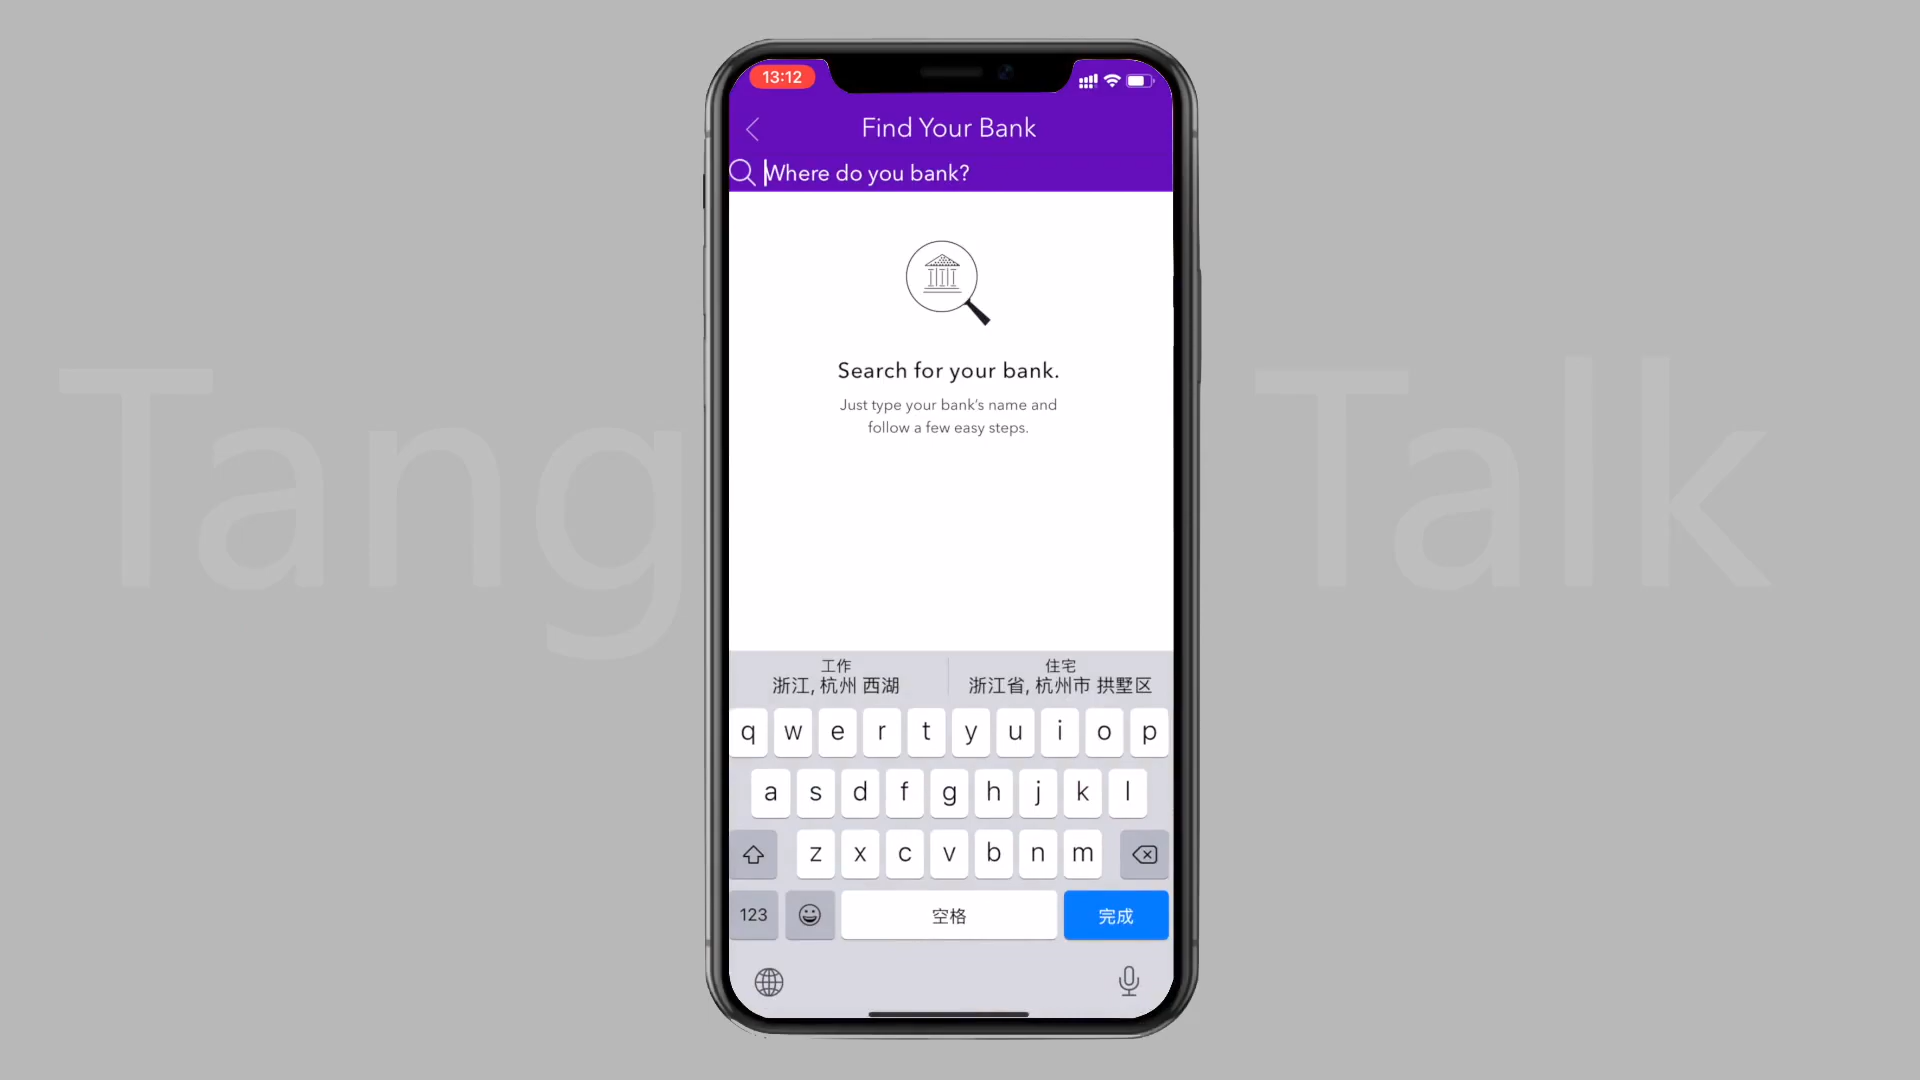 13:12
Find Your Bank
Where do you bank?
Tang Talk
Search for your bank.
Just type your bank’s name and
follow a few easy steps.
工作
浙江, 杭州 西湖
住宅
浙江省, 杭州市 拱墅区
q w e r t y u i o p
a s d f g h j k l
z x c v b n m
123 空格 完成